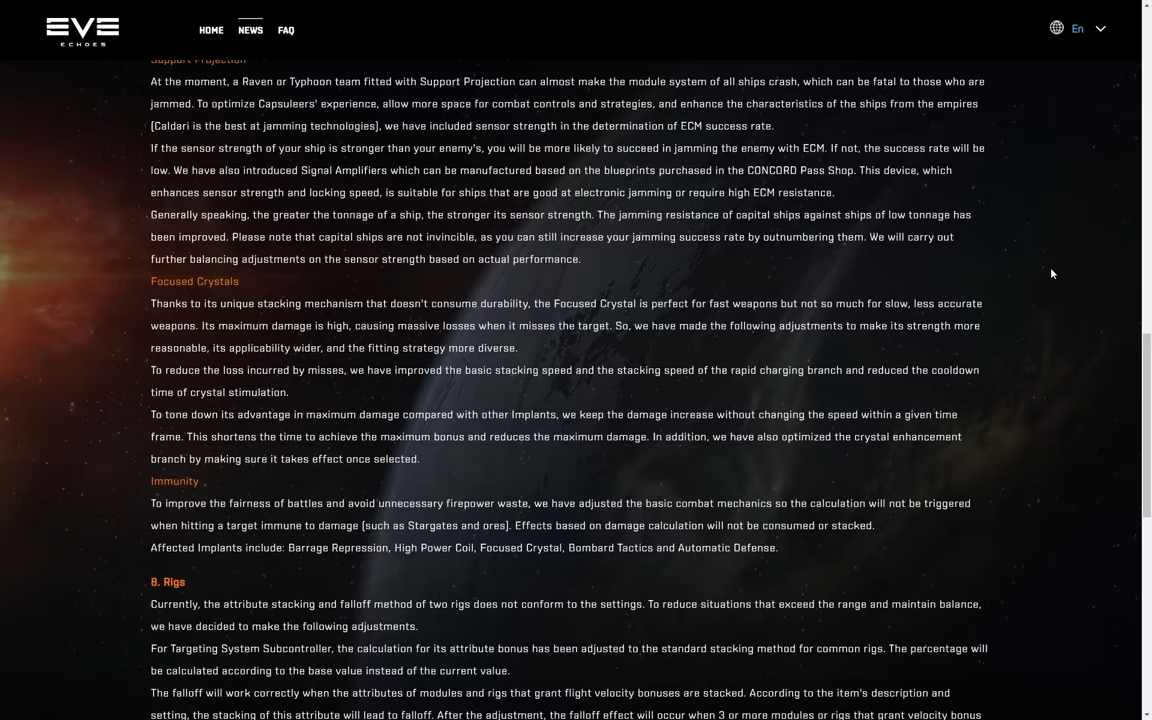 EVE
ECHOES
HOME
NEWS
FAQ
En
Support Projection
At the moment, a Raven or Typhoon team fitted with Support Projection can almost make the module system of all ships crash, which can be fatal to those who are
jammed. To optimize Capsuleers' experience, allow more space for combat controls and strategies, and enhance the characteristics of the ships from the empires
(Caldari is the best at jamming technologies), we have included sensor strength in the determination of ECM success rate.
If the sensor strength of your ship is stronger than your enemy's, you will be more likely to succeed in jamming the enemy with ECM. If not, the success rate will be
low. We have also introduced Signal Amplifiers which can be manufactured based on the blueprints purchased in the CONCORD Pass Shop. This device, which
enhances sensor strength and locking speed, is suitable for ships that are good at electronic jamming or require high ECM resistance.
Generally speaking, the greater the tonnage of a ship, the stronger its sensor strength. The jamming resistance of capital ships against ships of low tonnage has
been improved. Please note that capital ships are not invincible, as you can still increase your jamming success rate by outnumbering them. We will carry out
further balancing adjustments on the sensor strength based on actual performance.
Focused Crystals
Thanks to its unique stacking mechanism that doesn't consume durability, the Focused Crystal is perfect for fast weapons but not so much for slow, less accurate
weapons. Its maximum damage is high, causing massive losses when it misses the target. So, we have made the following adjustments to make its strength more
reasonable, its applicability wider, and the fitting strategy more diverse.
To reduce the loss incurred by misses, we have improved the basic stacking speed and the stacking speed of the rapid charging branch and reduced the cooldown
time of crystal stimulation.
To tone down its advantage in maximum damage compared with other Implants, we keep the damage increase without changing the speed within a given time
frame. This shortens the time to achieve the maximum bonus and reduces the maximum damage. In addition, we have also optimized the crystal enhancement
branch by making sure it takes effect once selected.
Immunity
To improve the fairness of battles and avoid unnecessary firepower waste, we have adjusted the basic combat mechanics so the calculation will not be triggered
when hitting a target immune to damage (such as Stargates and ores). Effects based on damage calculation will not be consumed or stacked.
Affected Implants include: Barrage Repression, High Power Coil, Focused Crystal, Bombard Tactics and Automatic Defense.
8. Rigs
Currently, the attribute stacking and falloff method of two rigs does not conform to the settings. To reduce situations that exceed the range and maintain balance,
we have decided to make the following adjustments.
For Targeting System Subcontroller, the calculation for its attribute bonus has been adjusted to the standard stacking method for common rigs. The percentage will
be calculated according to the base value instead of the current value.
The falloff will work correctly when the attributes of modules and rigs that grant flight velocity bonuses are stacked. According to the item's description and
setting, the stacking of this attribute will lead to falloff. After the adjustment, the falloff effect will occur when 3 or more modules or rigs that grant velocity bonus